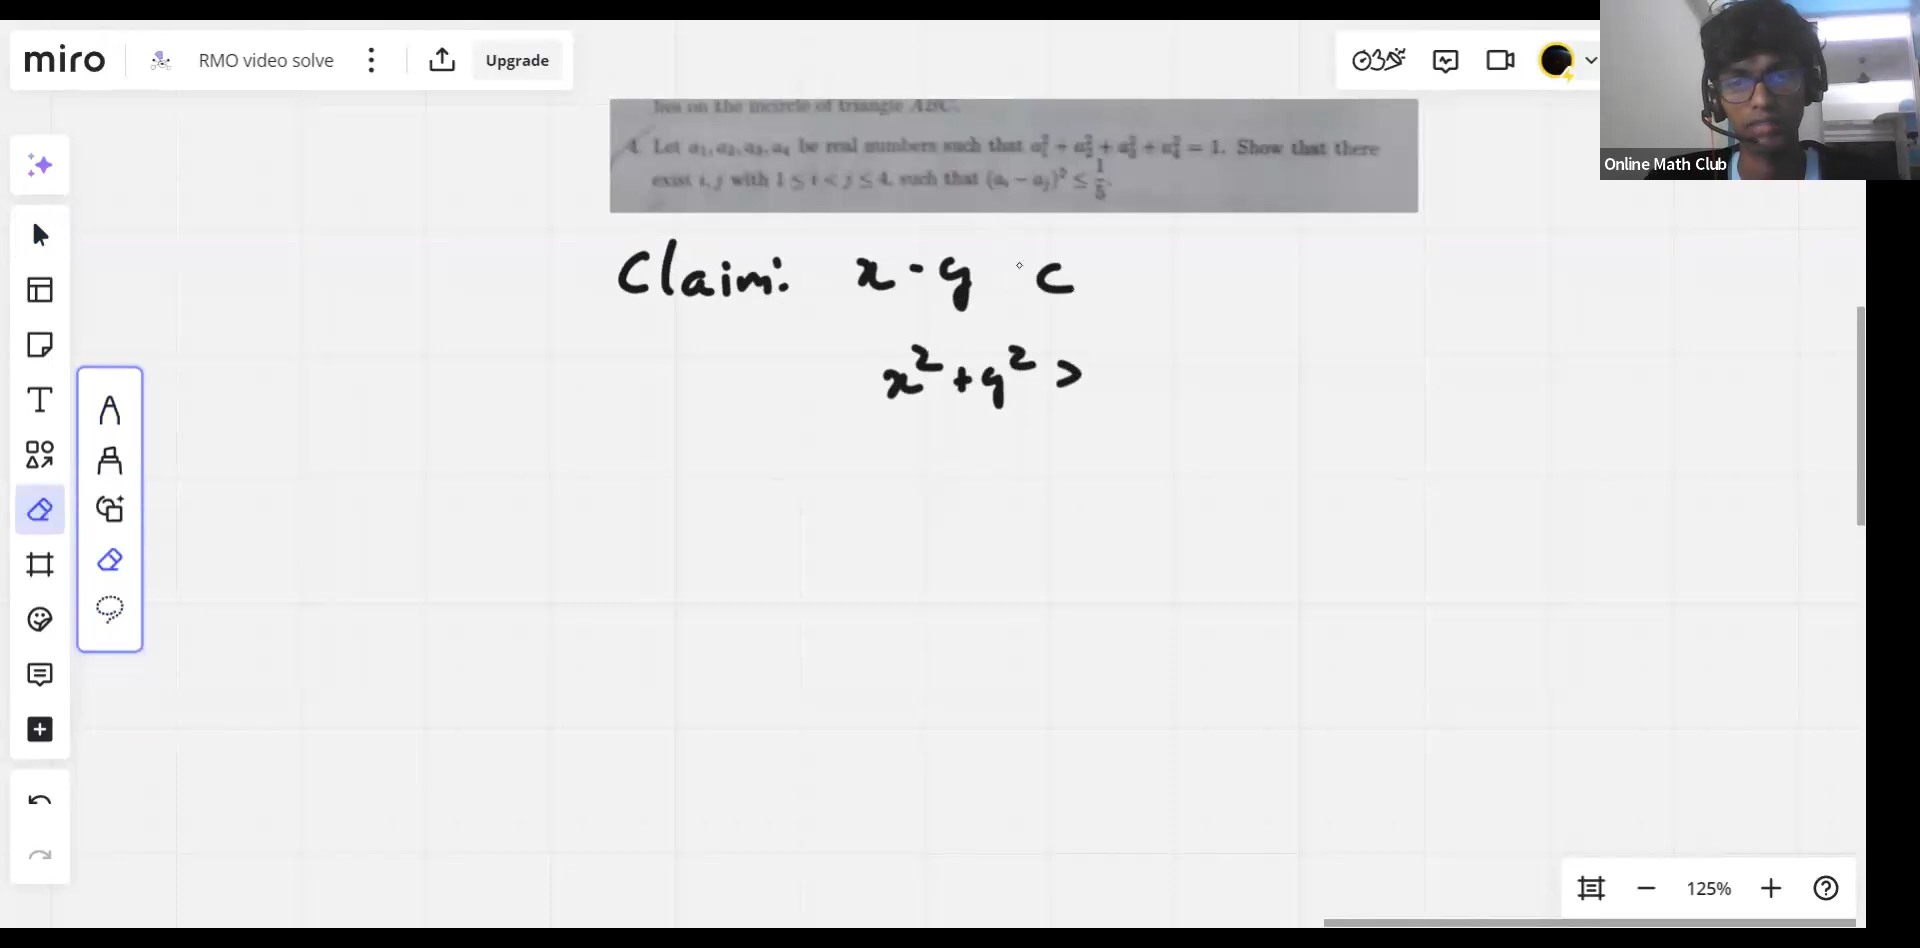 miro
RMO video solve
Upgrade
Online Math Club
lies on the incircle of triangle ABC.
4. Let a₁, a₂, a₃, a₄ be real numbers such that a₁² + a₂² + a₃² + a₄² = 1. Show that there
exist i, j with 1 ≤ i < j ≤ 4, such that (aᵢ − aⱼ)² ≤ 1/5.
Claim: x - y c
x² + y² >
125%